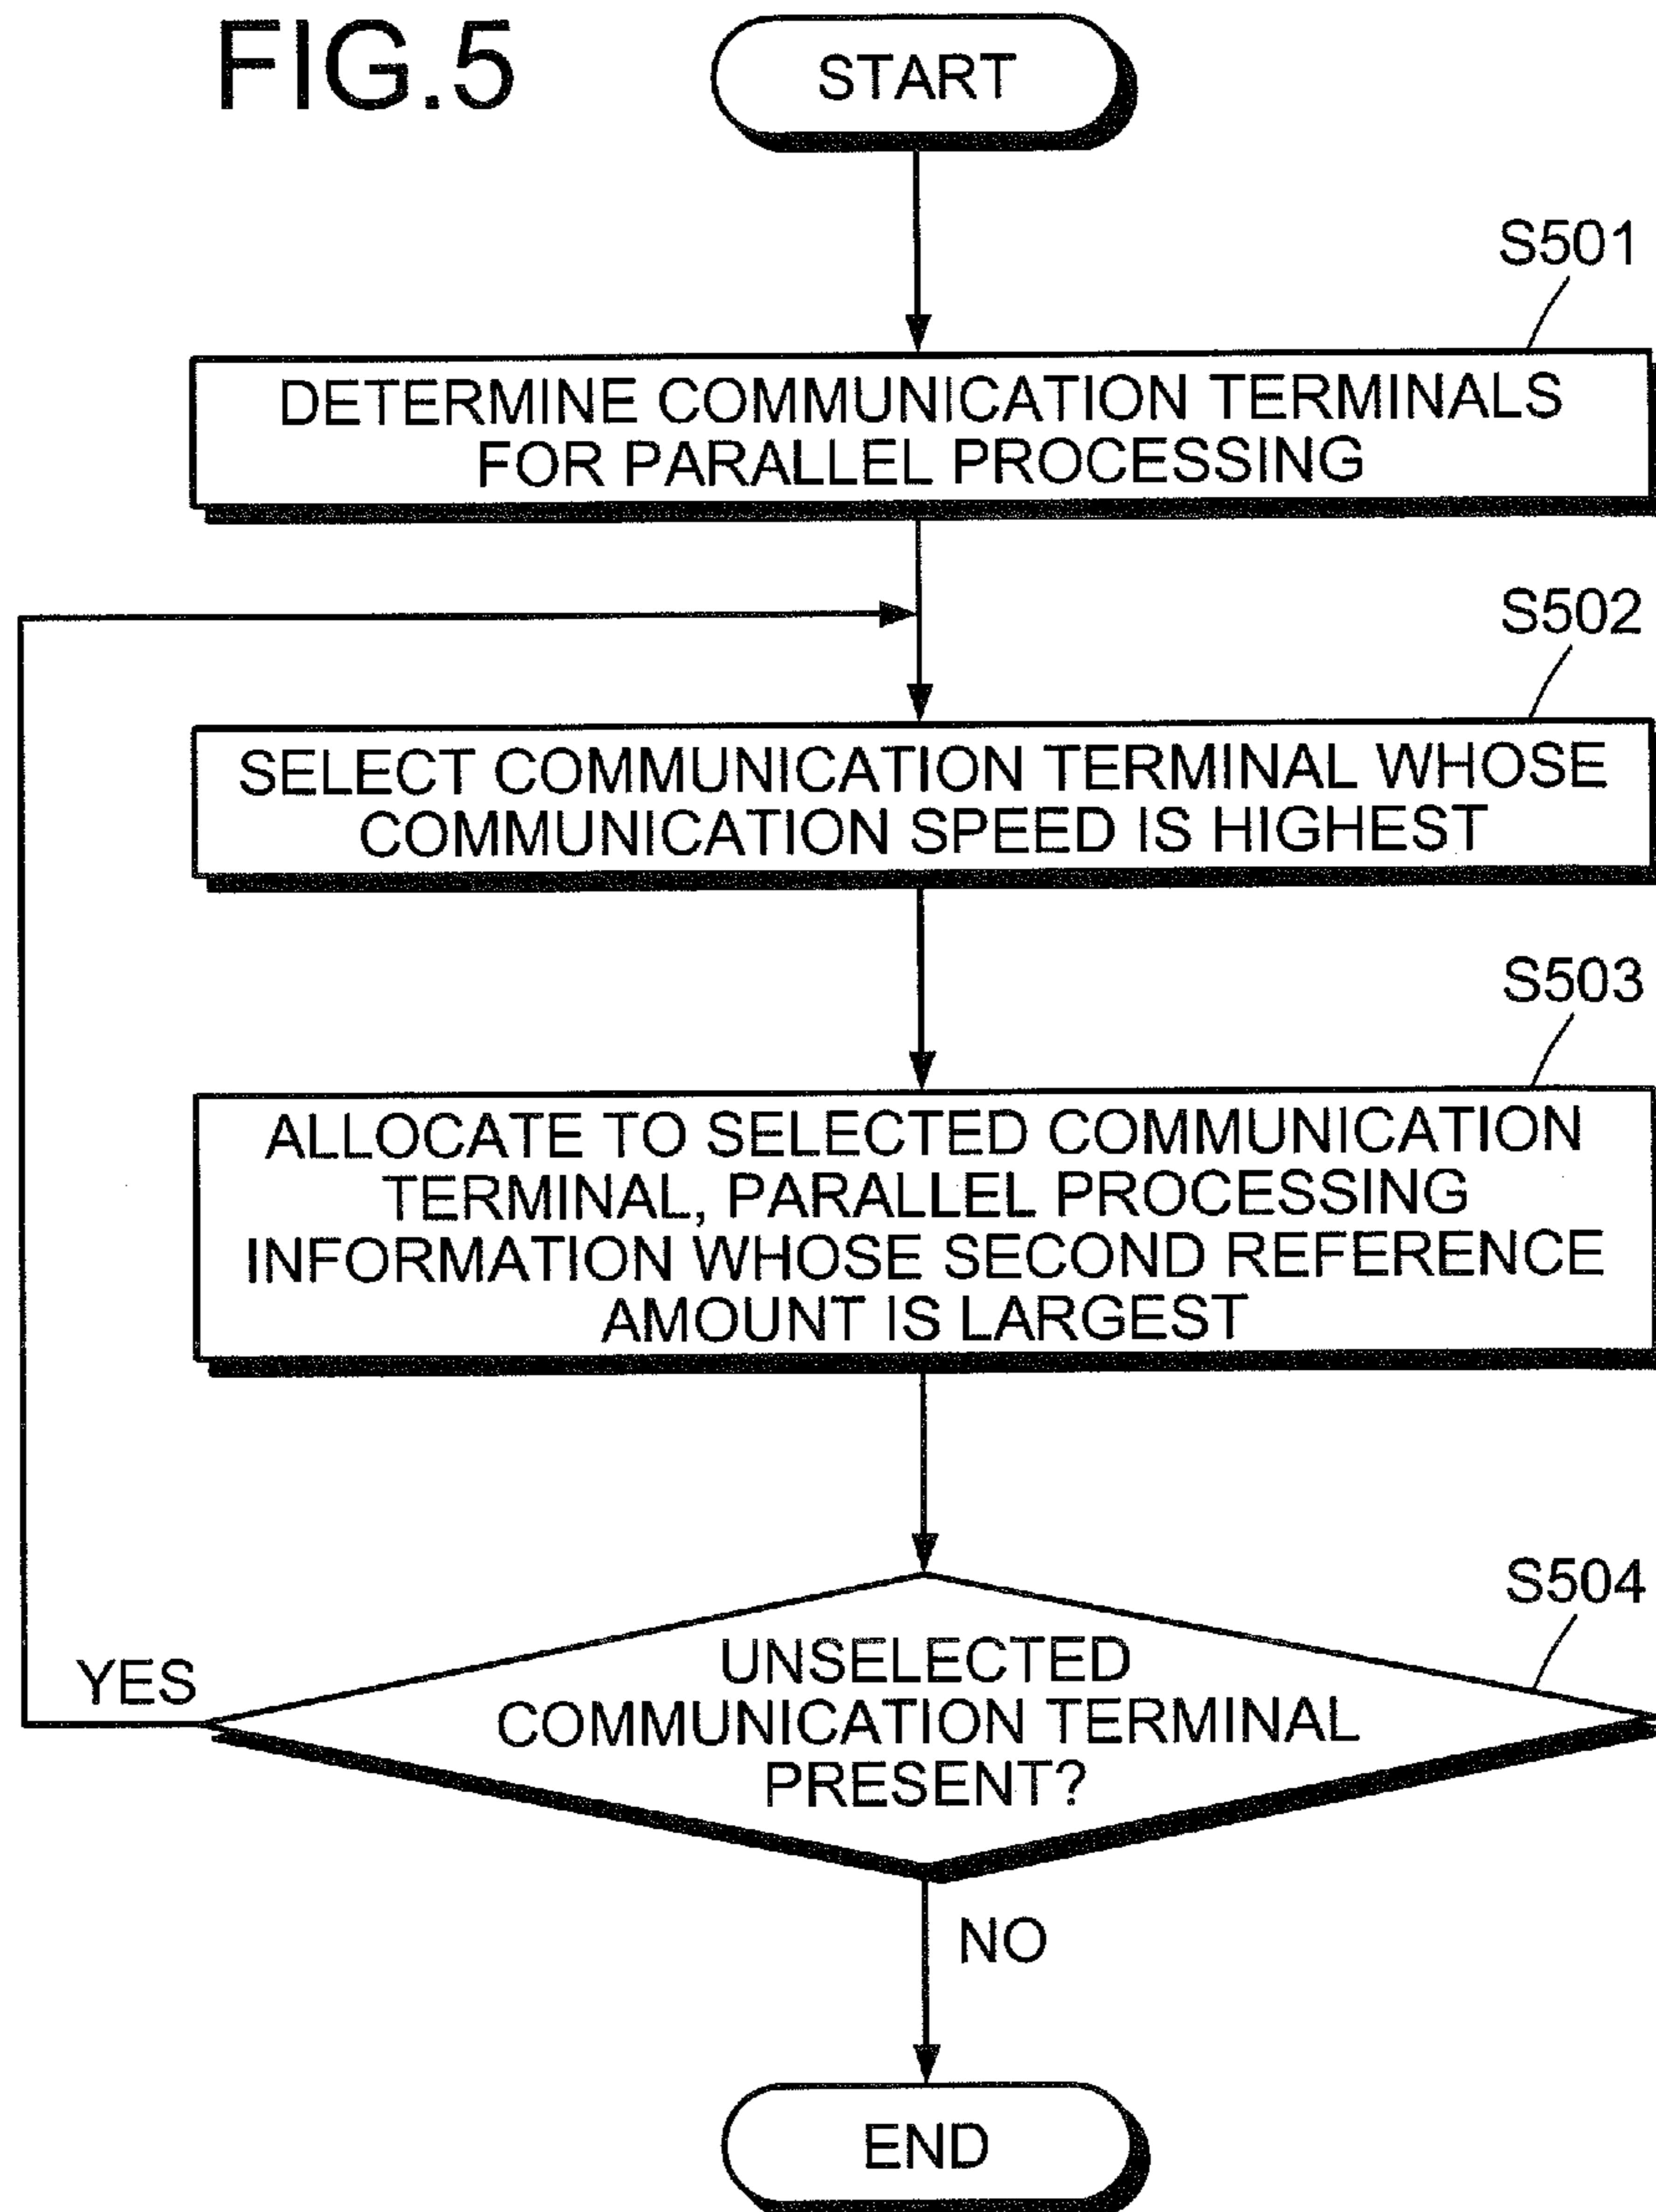 FIG.5
START
S501
DETERMINE COMMUNICATION TERMINALS
FOR PARALLEL PROCESSING
S502
SELECT COMMUNICATION TERMINAL WHOSE
COMMUNICATION SPEED IS HIGHEST
S503
ALLOCATE TO SELECTED COMMUNICATION
TERMINAL, PARALLEL PROCESSING
INFORMATION WHOSE SECOND REFERENCE
AMOUNT IS LARGEST
S504
UNSELECTED
COMMUNICATION TERMINAL
PRESENT?
YES
NO
END